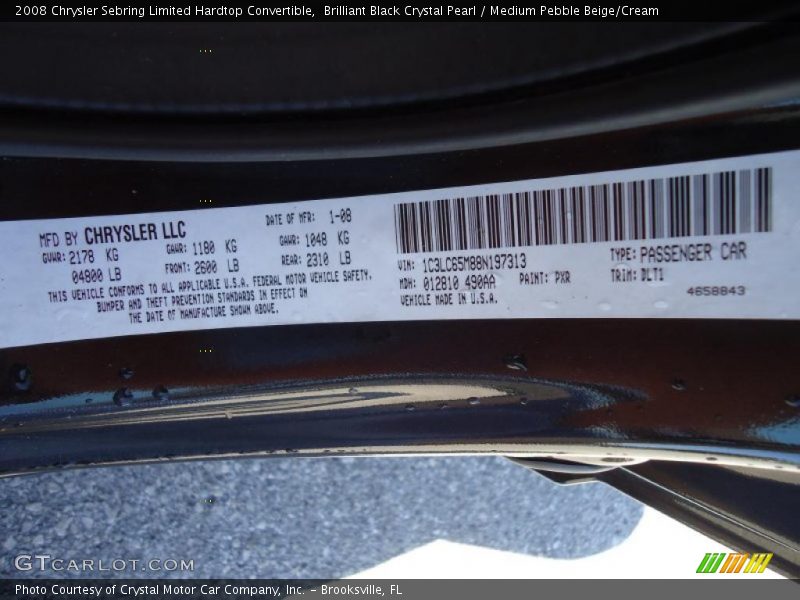 2008 Chrysler Sebring Limited Hardtop Convertible,  Brilliant Black Crystal Pearl / Medium Pebble Beige/Cream
MFD BY CHRYSLER LLC
DATE OF MFR: 1-08
GVWR: 2178 KG
GAWR: 1180 KG
GAWR: 1048 KG
04800 LB
FRONT: 2600 LB
REAR: 2310 LB
THIS VEHICLE CONFORMS TO ALL APPLICABLE U.S.A. FEDERAL MOTOR VEHICLE SAFETY,
BUMPER AND THEFT PREVENTION STANDARDS IN EFFECT ON
THE DATE OF MANUFACTURE SHOWN ABOVE.
VIN: 1C3LC65M88N197313
TYPE: PASSENGER CAR
MDH: 012810 490AA
PAINT: PXR
TRIM: DLT1
VEHICLE MADE IN U.S.A.
4658843
GTCARLOT.COM
Photo Courtesy of Crystal Motor Car Company, Inc. – Brooksville, FL